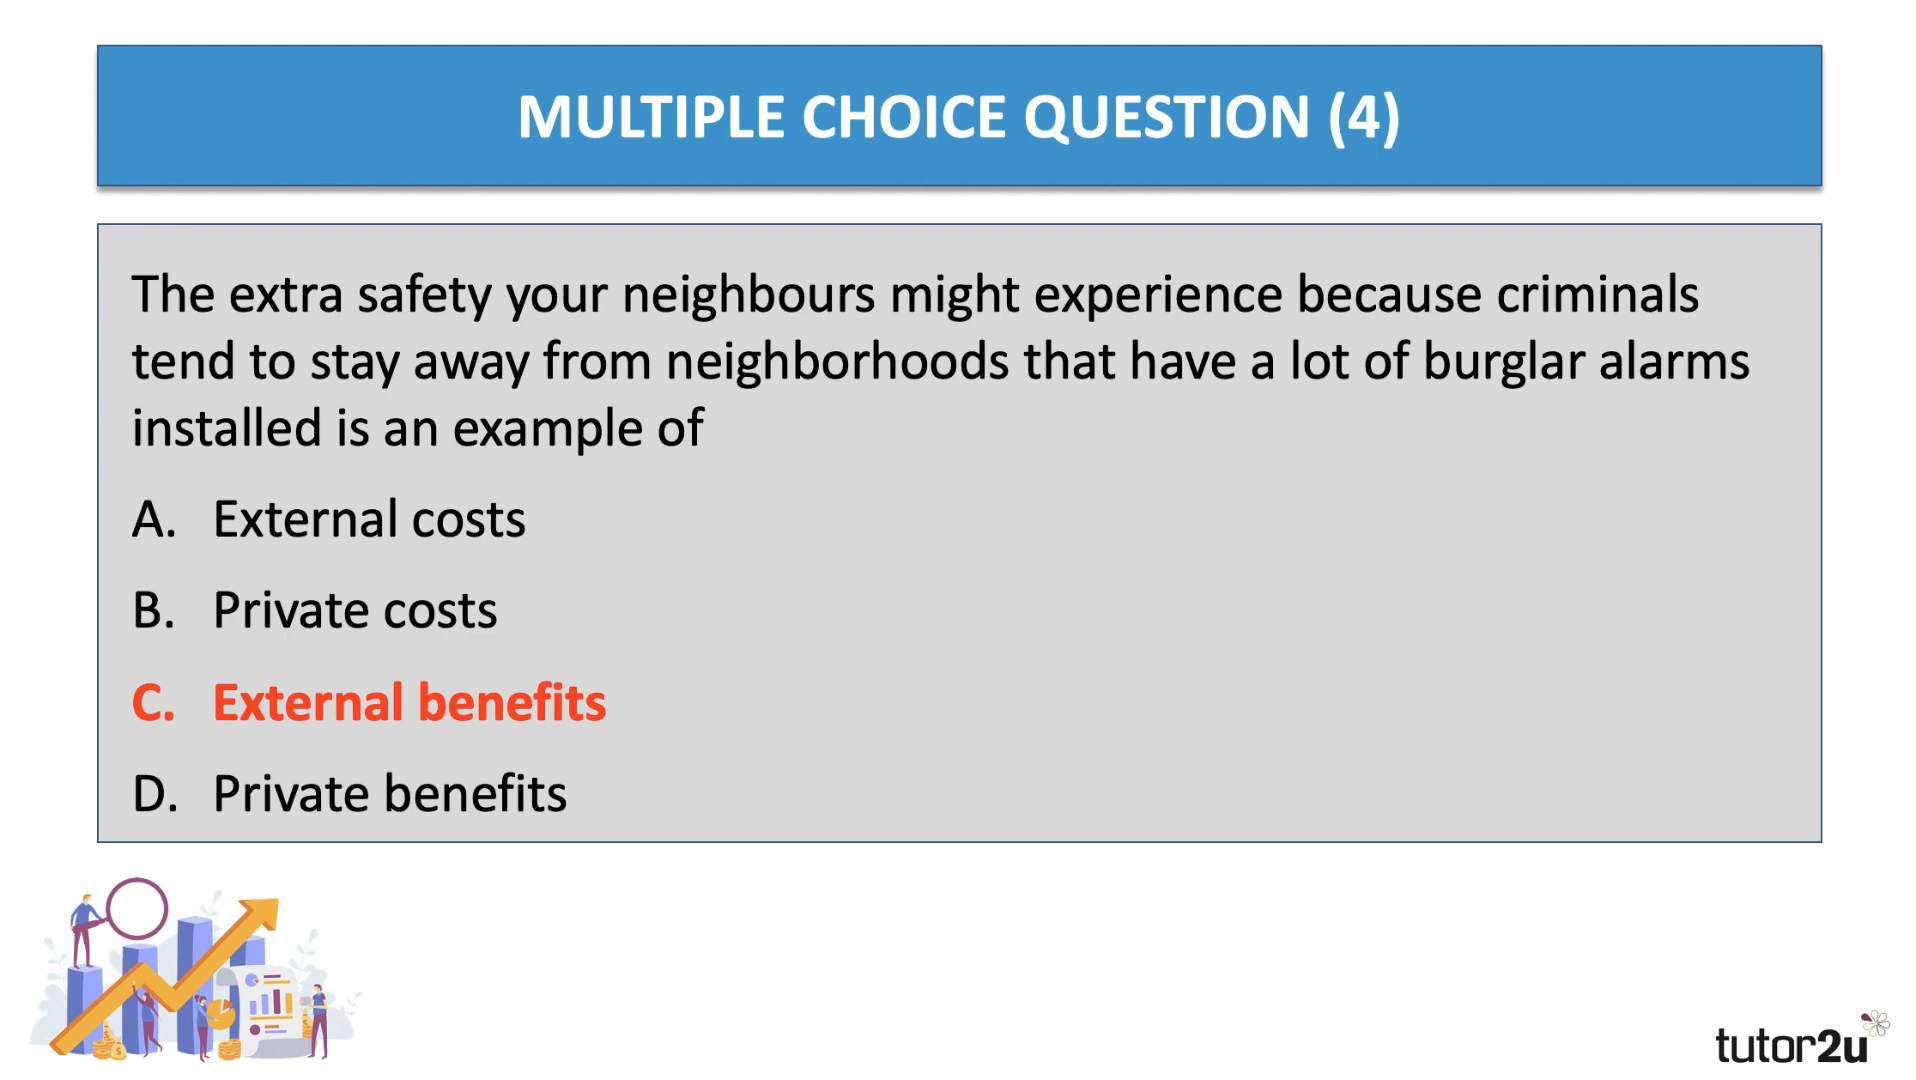 MULTIPLE CHOICE QUESTION (4)
The extra safety your neighbours might experience because criminals
tend to stay away from neighborhoods that have a lot of burglar alarms
installed is an example of
A. External costs
B. Private costs
C. External benefits
D. Private benefits
tutor2u